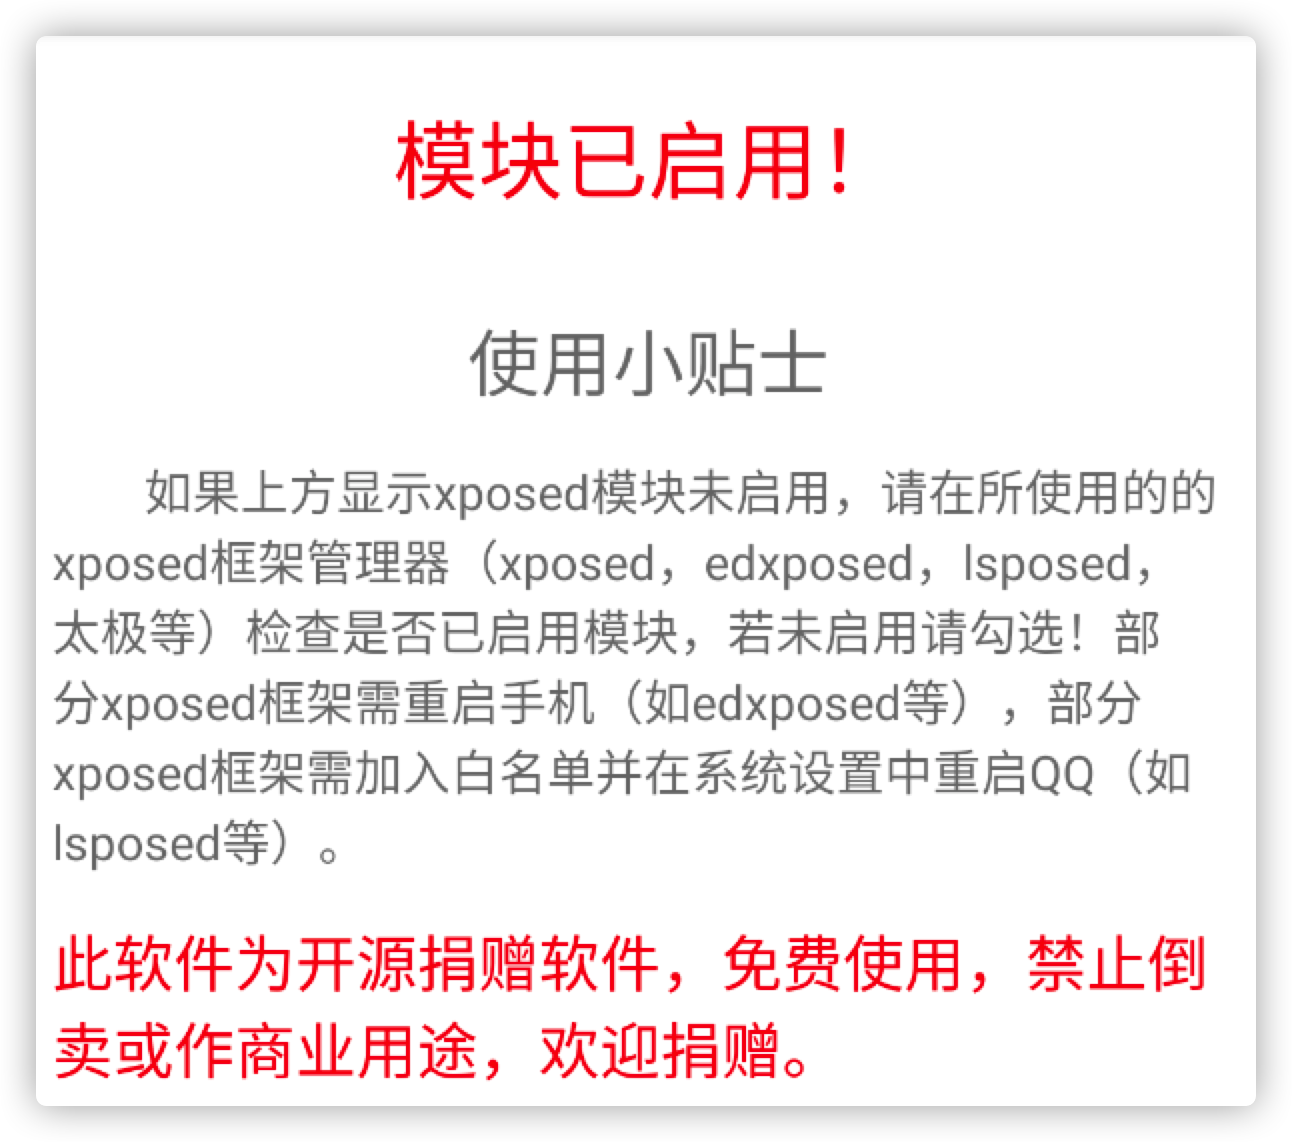 模块已启用！
使用小贴士
如果上方显示xposed模块未启用，请在所使用的的
xposed框架管理器（xposed，edxposed，lsposed，
太极等）检查是否已启用模块，若未启用请勾选！部
分xposed框架需重启手机（如edxposed等），部分
xposed框架需加入白名单并在系统设置中重启QQ（如
lsposed等）。
此软件为开源捐赠软件，免费使用，禁止倒
卖或作商业用途，欢迎捐赠。